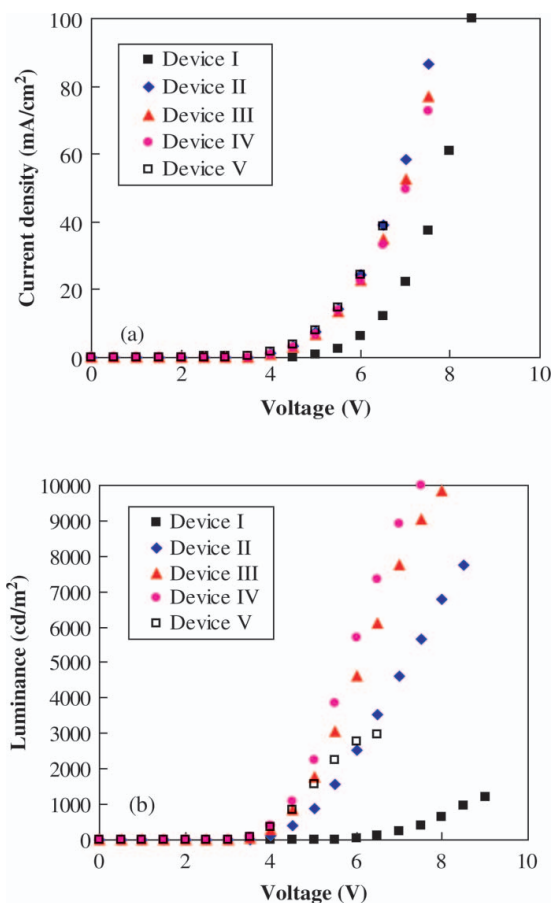 100
80
60
40
20
0
Current density (mA/cm²)
Device I
Device II
Device III
Device IV
Device V
(a)
0 2 4 6 8 10
Voltage (V)
10000
9000
8000
7000
6000
5000
4000
3000
2000
1000
0
Luminance (cd/m²)
Device I
Device II
Device III
Device IV
Device V
(b)
0 2 4 6 8 10
Voltage (V)